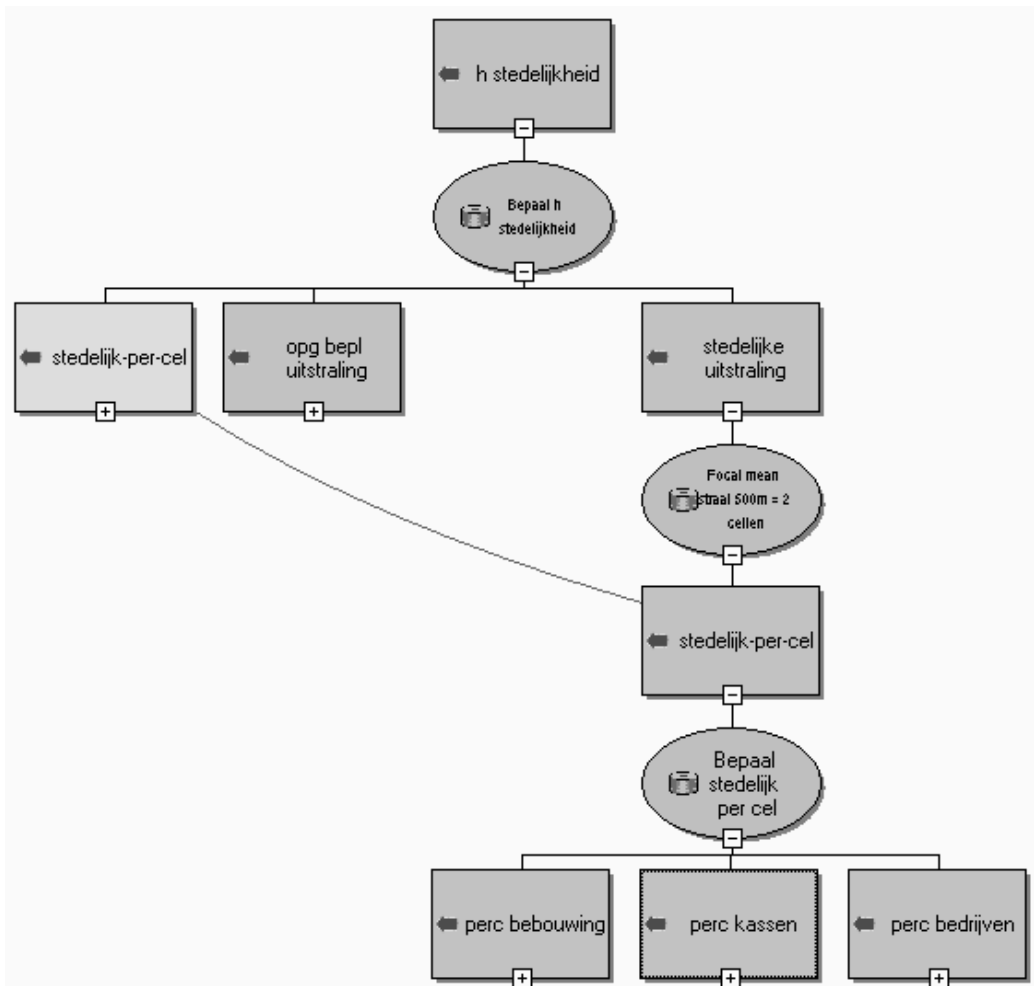 h stedelijkheid
Bepaal h
stedelijkheid
stedelijk-per-cel
opg bepl
uitstraling
stedelijke
uitstraling
Focal mean
straal 500m = 2
cellen
stedelijk-per-cel
Bepaal
stedelijk
per cel
perc bebouwing
perc kassen
perc bedrijven